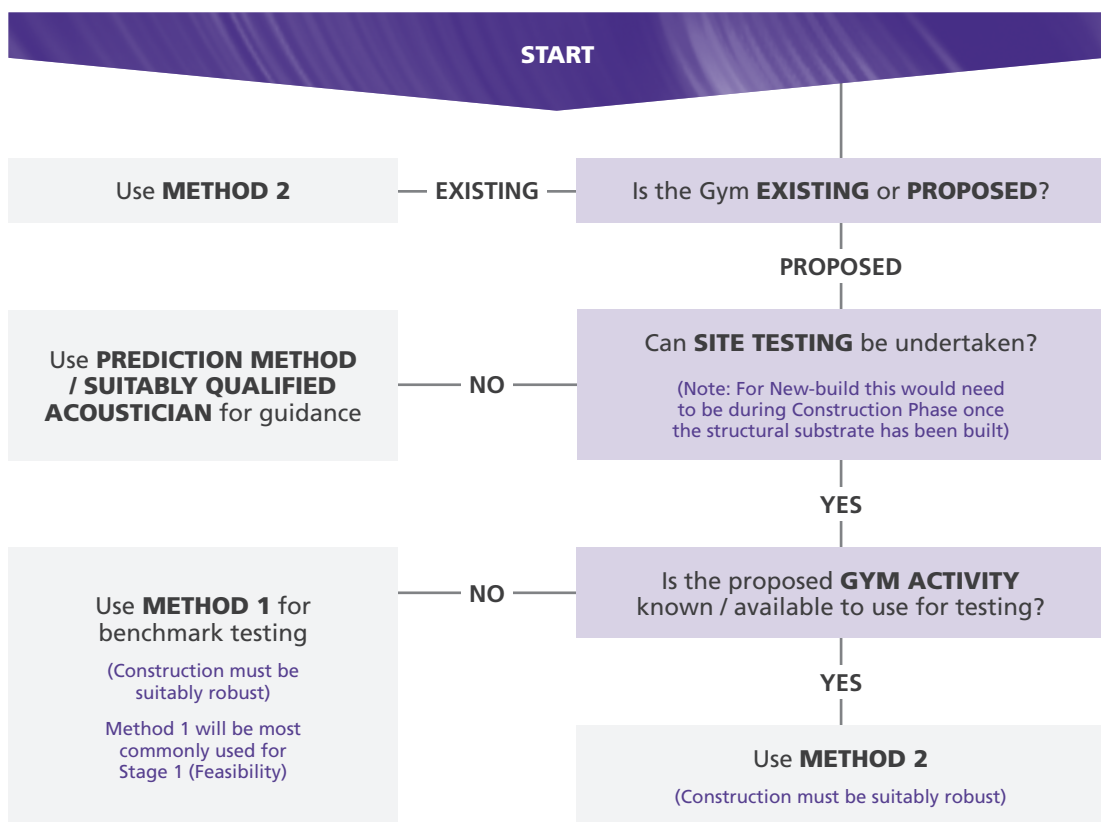 START
Use METHOD 2
EXISTING
Is the Gym EXISTING or PROPOSED?
PROPOSED
Use PREDICTION METHOD
/ SUITABLY QUALIFIED
ACOUSTICIAN for guidance
NO
Can SITE TESTING be undertaken?
(Note: For New-build this would need
to be during Construction Phase once
the structural substrate has been built)
YES
Use METHOD 1 for
benchmark testing
(Construction must be
suitably robust)
Method 1 will be most
commonly used for
Stage 1 (Feasibility)
NO
Is the proposed GYM ACTIVITY
known / available to use for testing?
YES
Use METHOD 2
(Construction must be suitably robust)